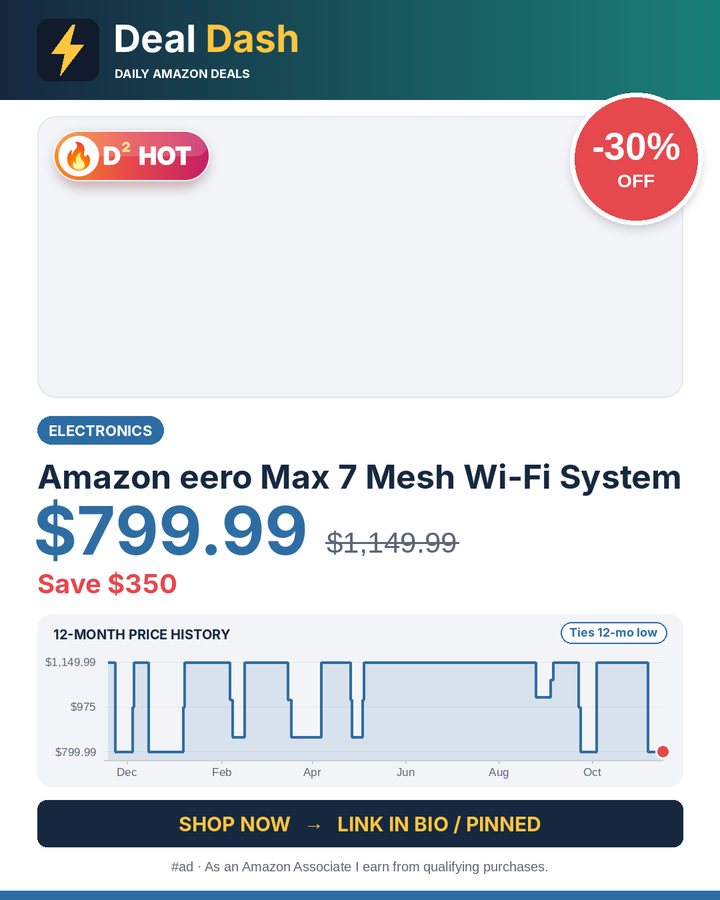 Deal Dash
DAILY AMAZON DEALS
D² HOT
-30%
OFF
ELECTRONICS
Amazon eero Max 7 Mesh Wi-Fi System
$799.99 $1,149.99
Save $350
12-MONTH PRICE HISTORY
Ties 12-mo low
$1,149.99
$975
$799.99
Dec Feb Apr Jun Aug Oct
SHOP NOW → LINK IN BIO / PINNED
#ad · As an Amazon Associate I earn from qualifying purchases.